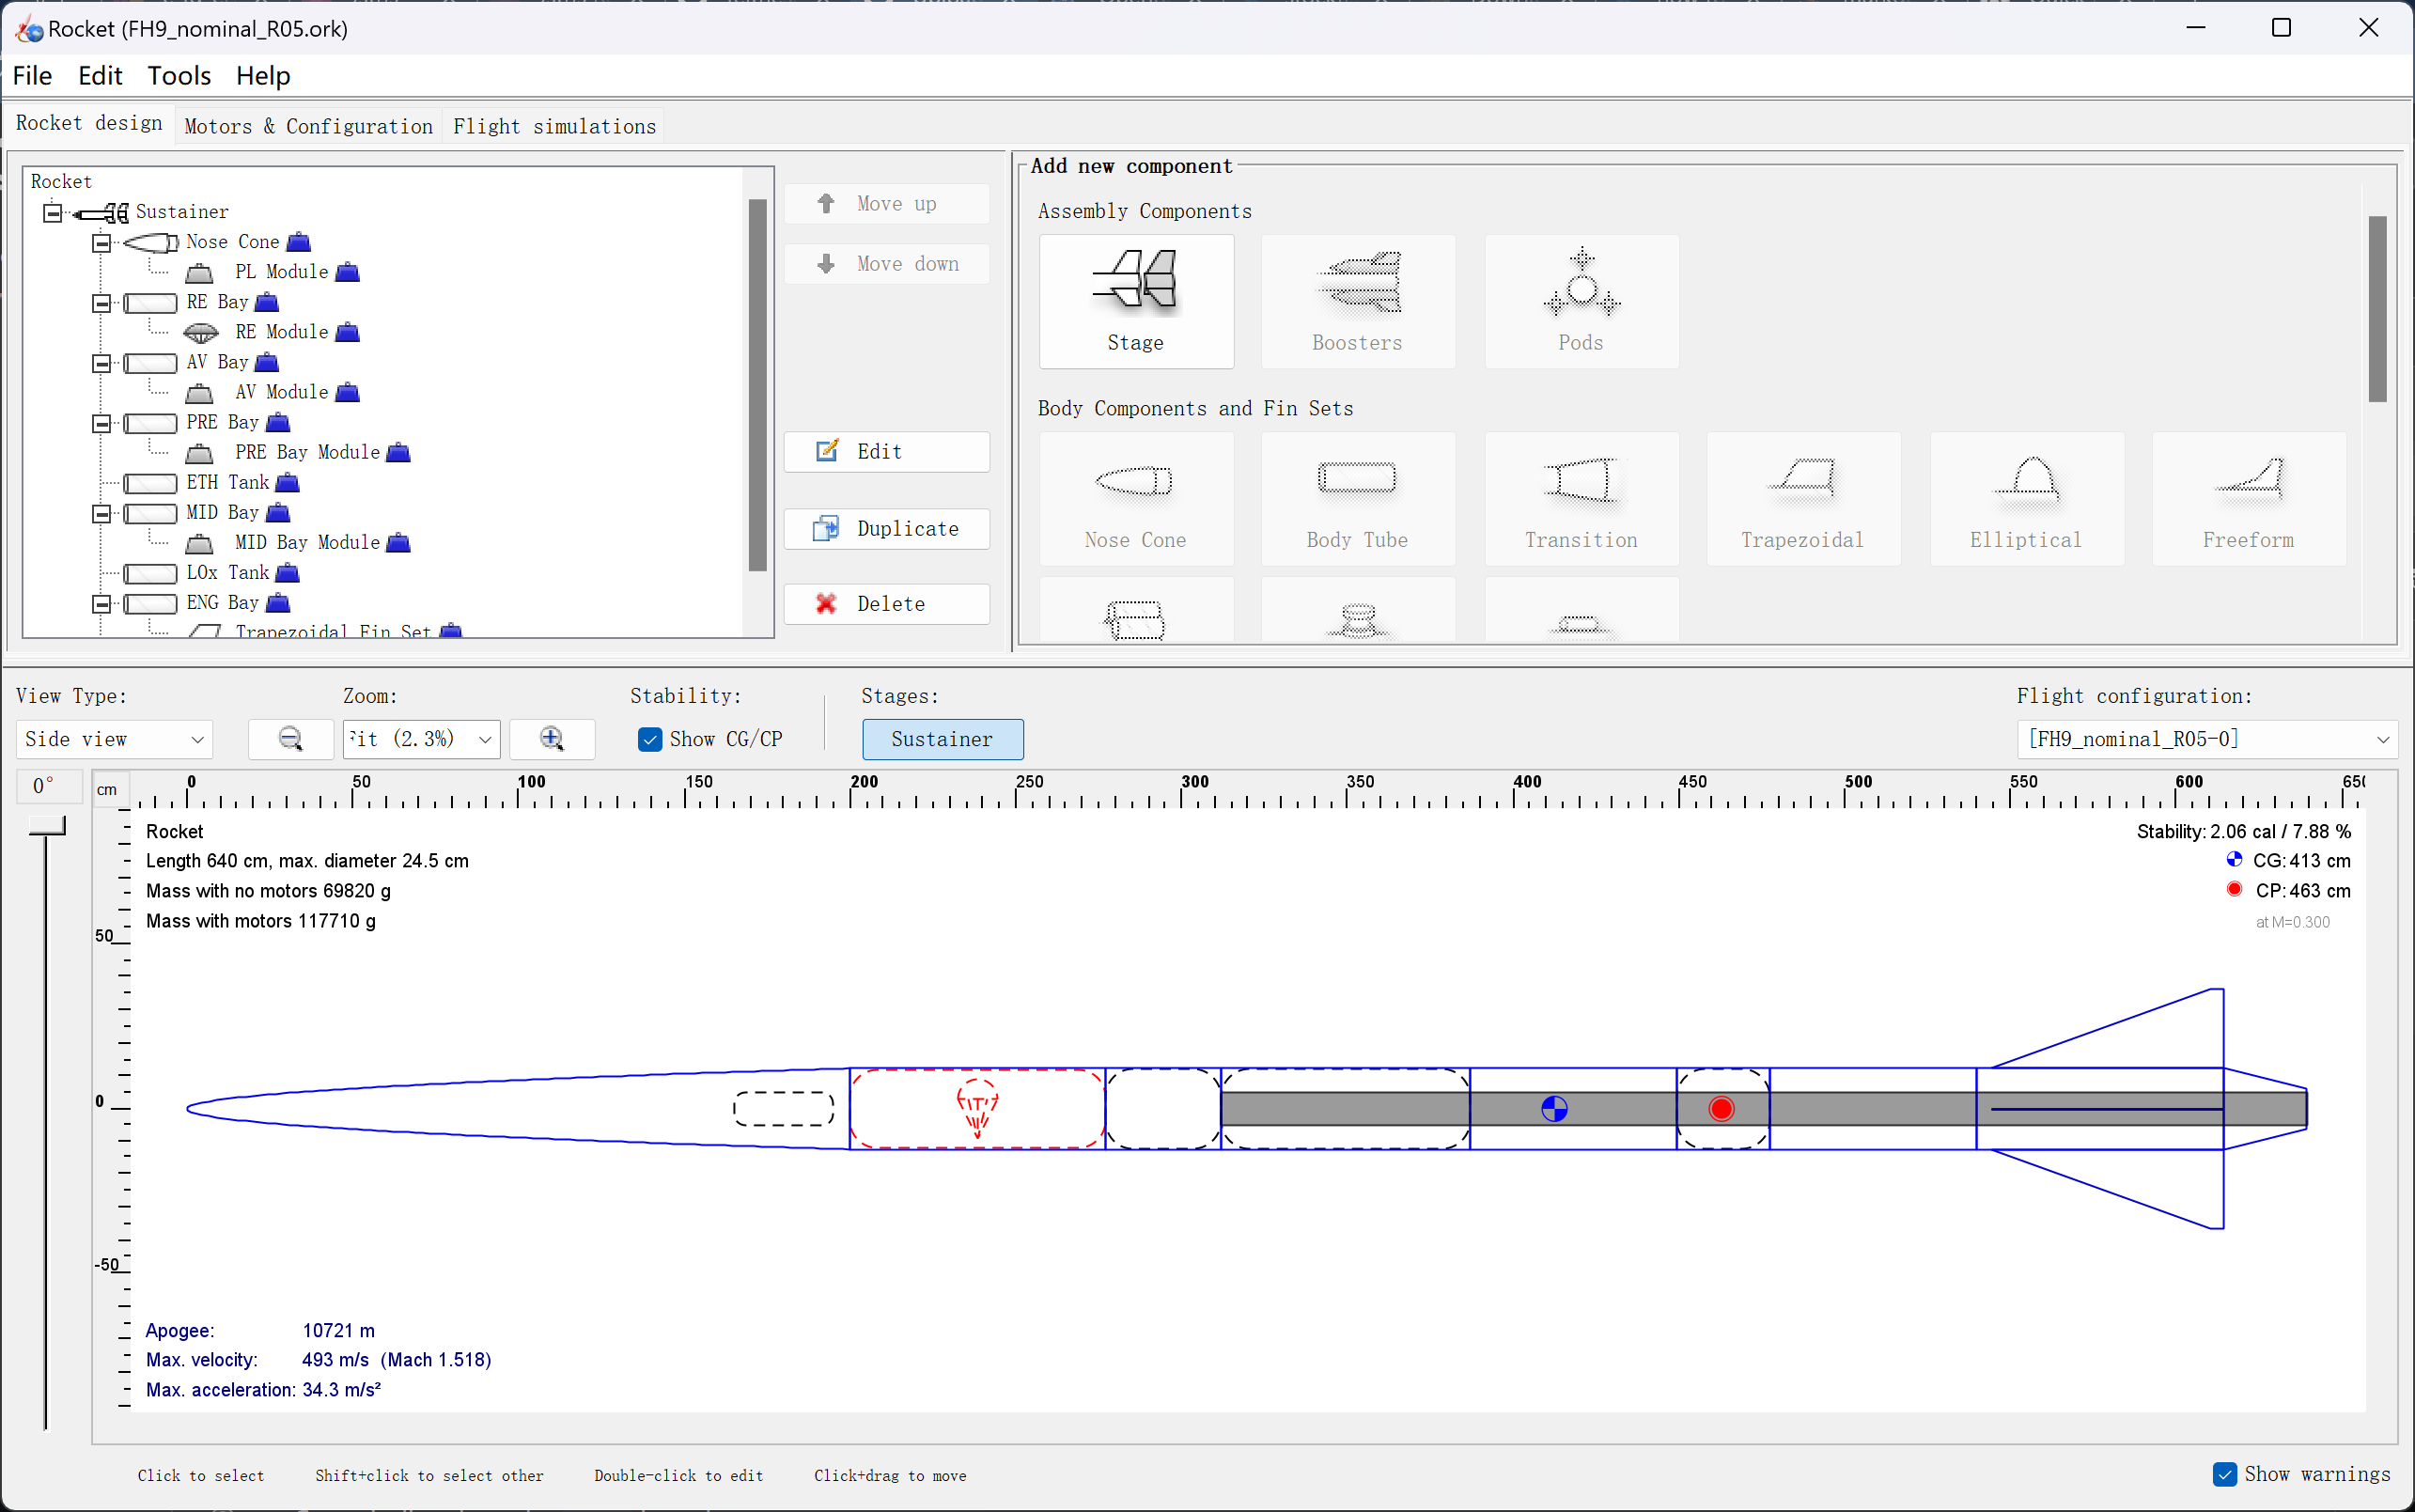 Rocket (FH9_nominal_R05.ork)
File Edit Tools Help
Rocket design Motors & Configuration Flight simulations
Rocket
Sustainer
Nose Cone
PL Module
RE Bay
RE Module
AV Bay
AV Module
PRE Bay
PRE Bay Module
ETH Tank
MID Bay
MID Bay Module
LOx Tank
ENG Bay
Trapezoidal Fin Set
Move up
Move down
Edit
Duplicate
Delete
Add new component
Assembly Components
Stage Boosters Pods
Body Components and Fin Sets
Nose Cone Body Tube Transition Trapezoidal Elliptical Freeform
View Type: Zoom: Stability: Stages: Flight configuration:
Side view (2.3%) Show CG/CP Sustainer [FH9_nominal_R05-0]
0°
cm 0 50 100 150 200 250 300 350 400 450 500 550 600 650
Rocket
Length 640 cm, max. diameter 24.5 cm
Mass with no motors 69820 g
Mass with motors 117710 g
Stability: 2.06 cal / 7.88 %
CG: 413 cm
CP: 463 cm
at M=0.300
50
0
-50
Apogee: 10721 m
Max. velocity: 493 m/s (Mach 1.518)
Max. acceleration: 34.3 m/s²
Click to select Shift+click to select other Double-click to edit Click+drag to move
Show warnings